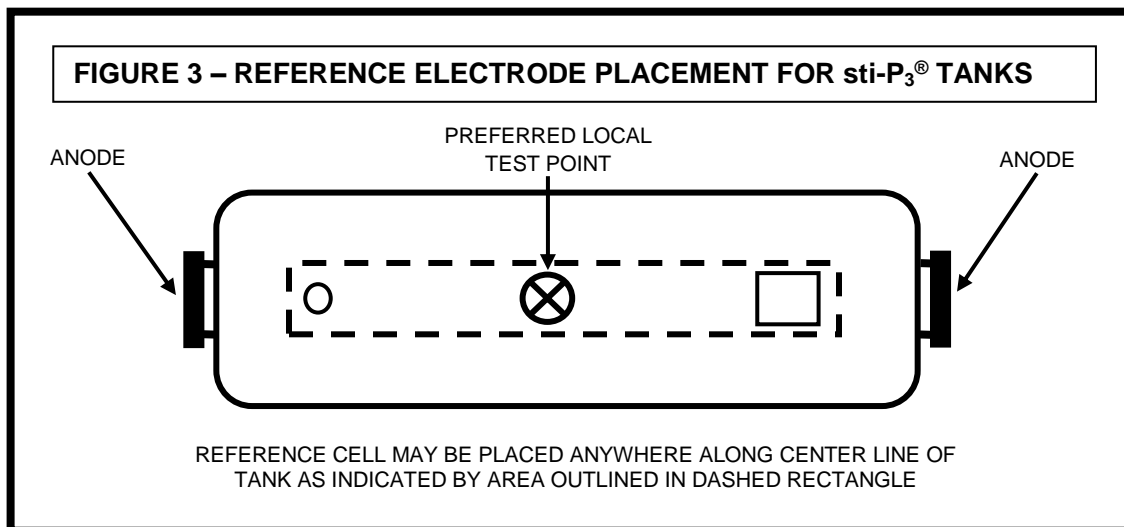 FIGURE 3 – REFERENCE ELECTRODE PLACEMENT FOR sti-P₃® TANKS
PREFERRED LOCAL
TEST POINT
ANODE
ANODE
REFERENCE CELL MAY BE PLACED ANYWHERE ALONG CENTER LINE OF
TANK AS INDICATED BY AREA OUTLINED IN DASHED RECTANGLE